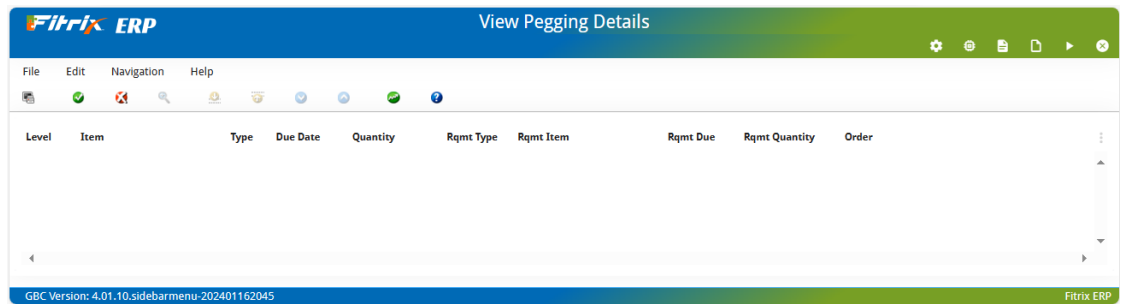 Fitrix ERP
View Pegging Details
File Edit Navigation Help
Level Item Type Due Date Quantity Rqmt Type Rqmt Item Rqmt Due Rqmt Quantity Order
GBC Version: 4.01.10.sidebarmenu-202401162045 Fitrix ERP